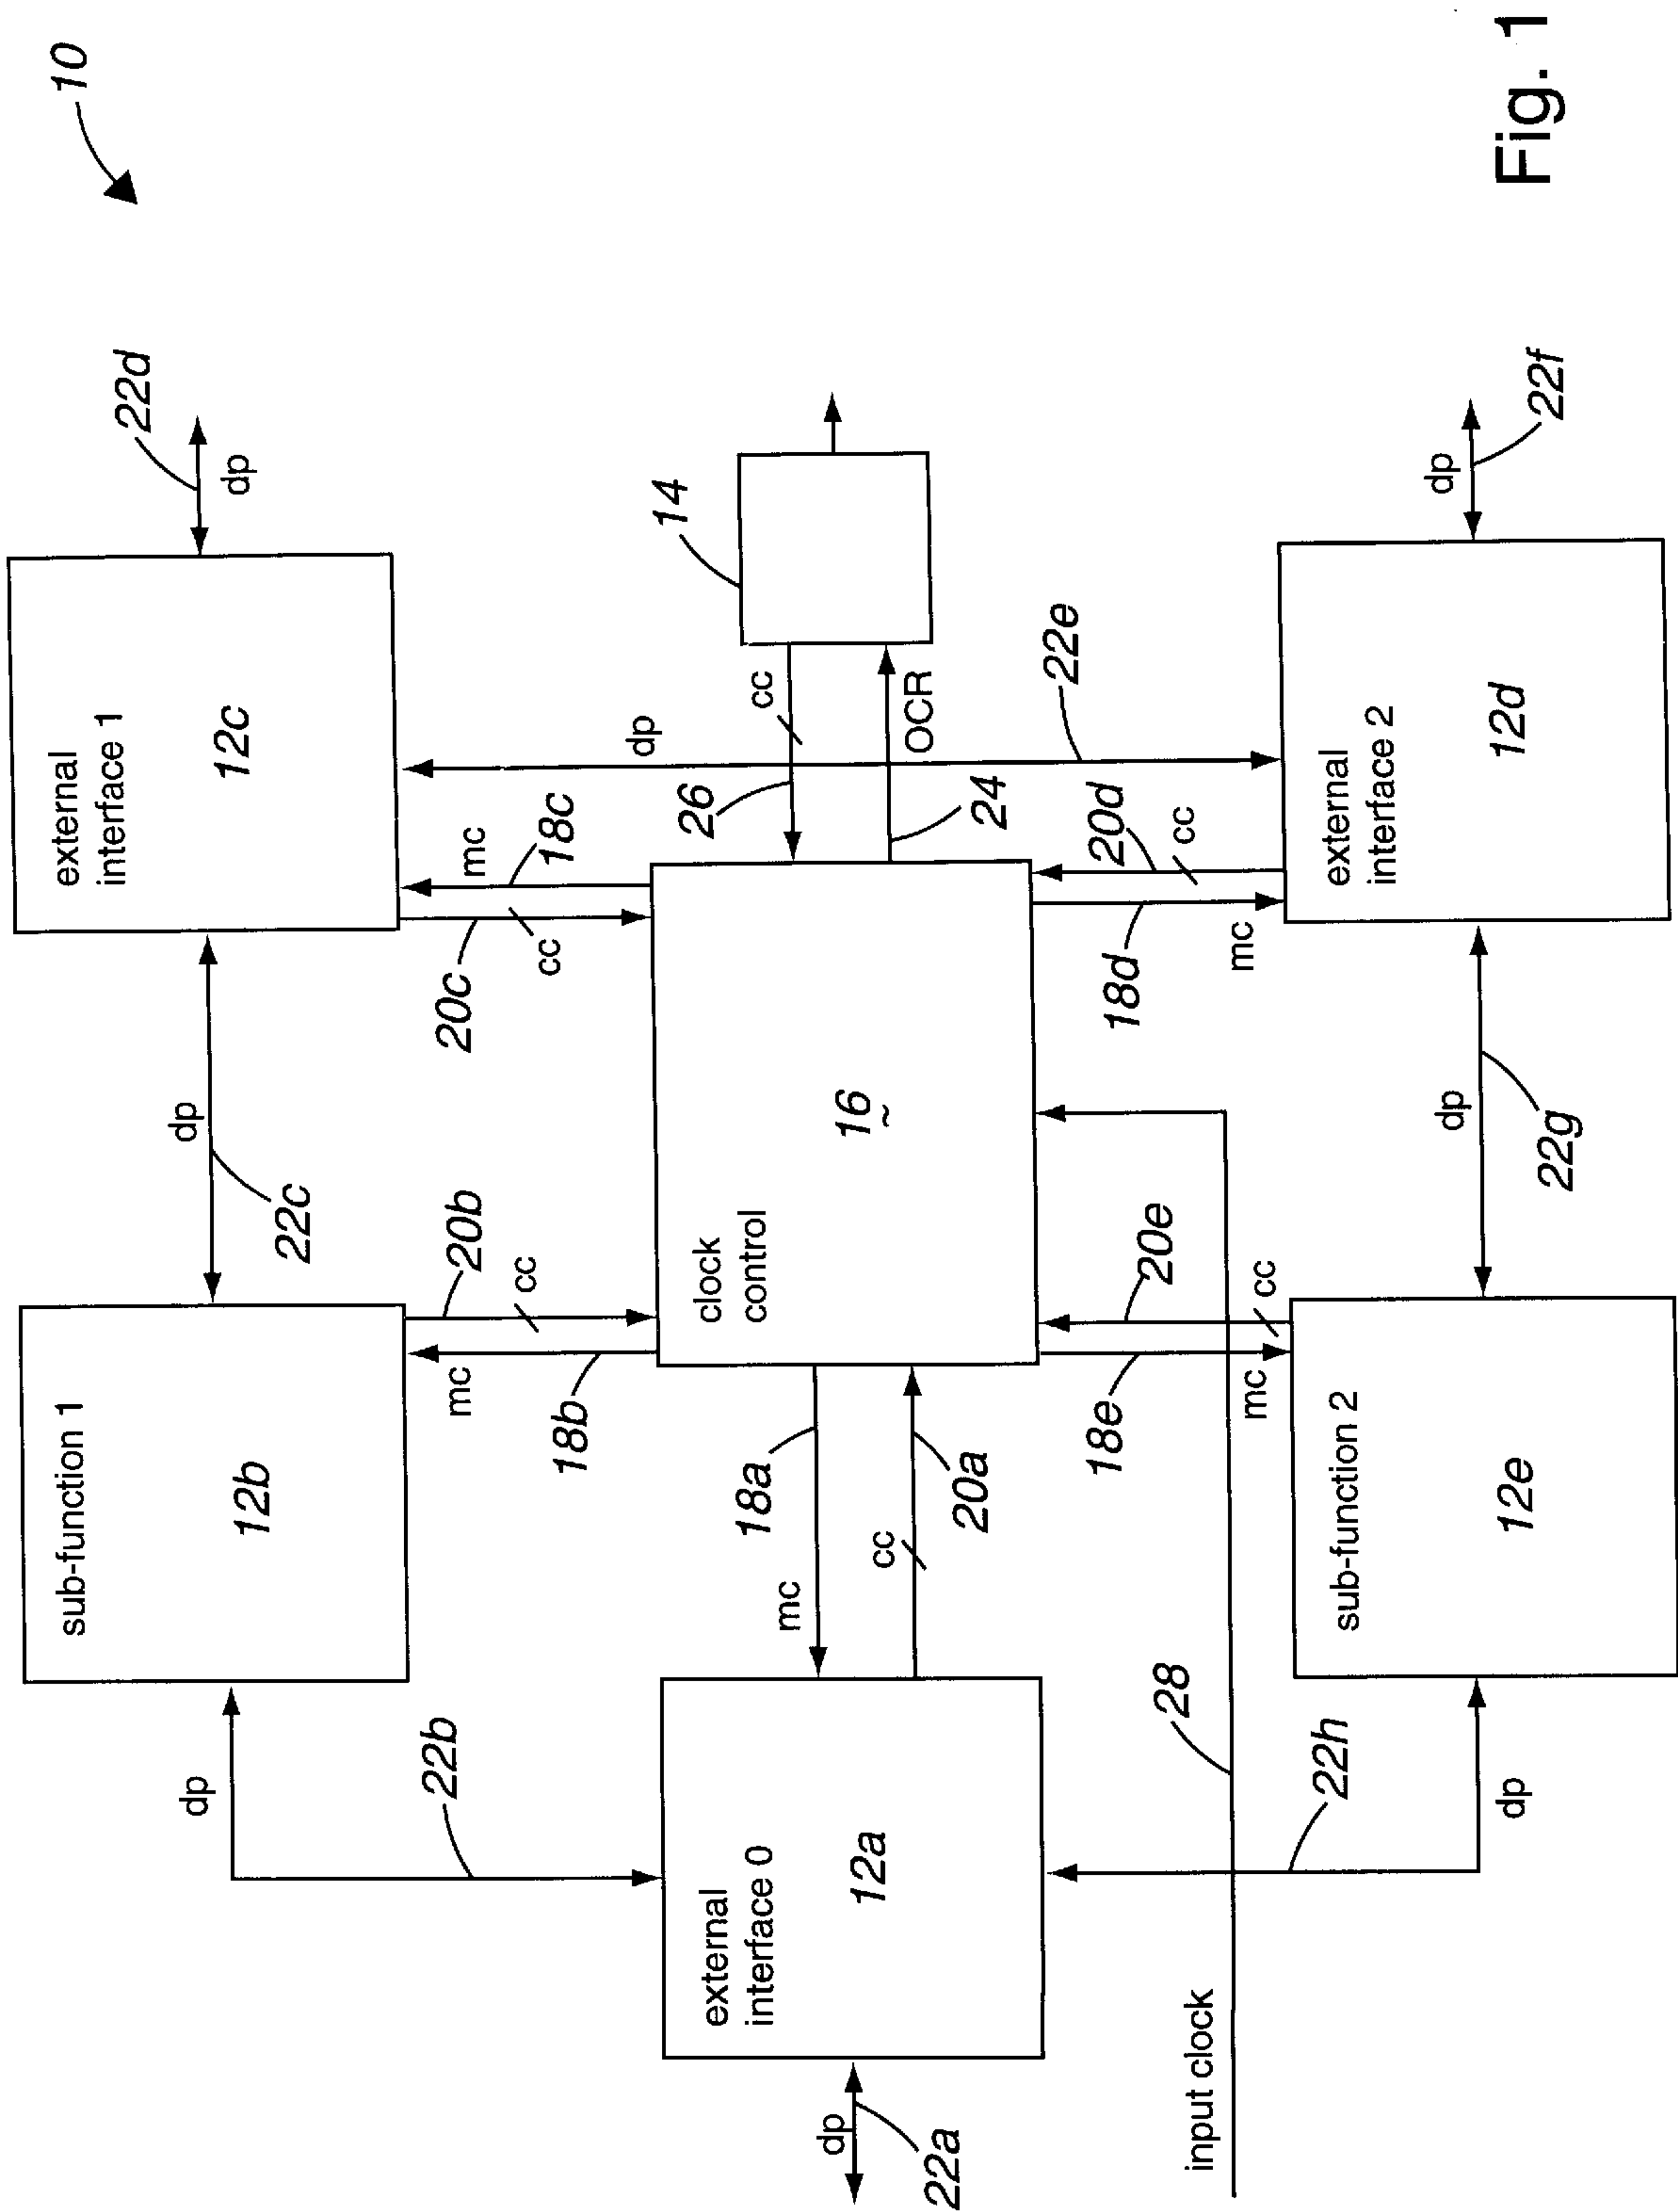 10
22d
dp
22f
dp
14
external
interface 1
12c
cc
OCR
dp
22e
26
24
external
interface 2
12d
mc
18c
20c
cc
20d
cc
18d
mc
dp
22c
clock
control
16
~
dp
22g
20b
cc
mc
18b
20e
cc
18e
mc
sub-function 1
12b
18a
mc
20a
cc
sub-function 2
12e
dp
22b
28
22h
dp
external
interface 0
12a
input clock
dp
22a
Fig. 1